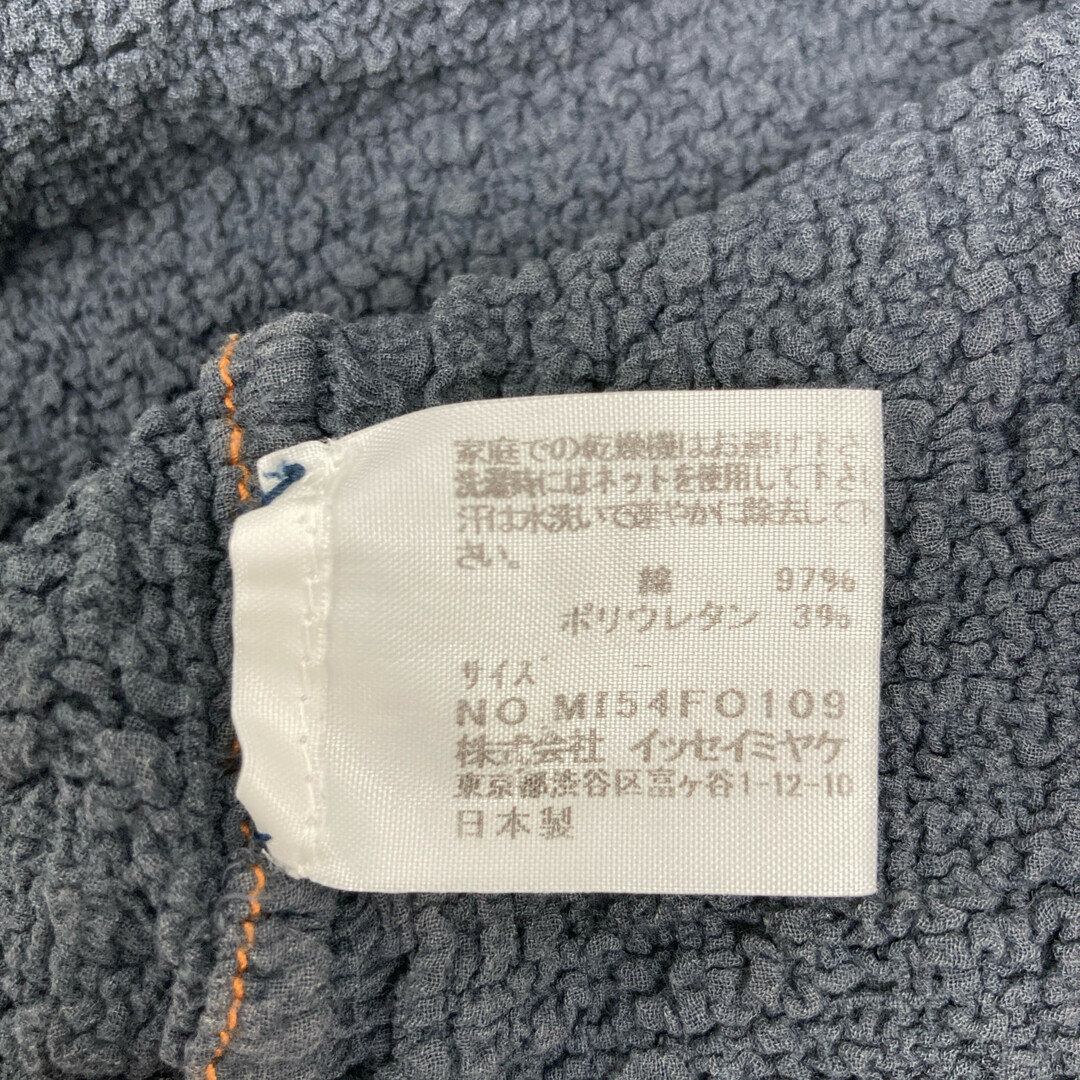 家庭での乾燥機はお避け下さ
洗濯時にはネットを使用して下さい
汗は水洗いで速やかに除去して下
さい。
綿 97%
ポリウレタン 3%
サイズ -
NO MI54FO109
株式会社 イッセイミヤケ
東京都渋谷区富ヶ谷1-12-10
日本製